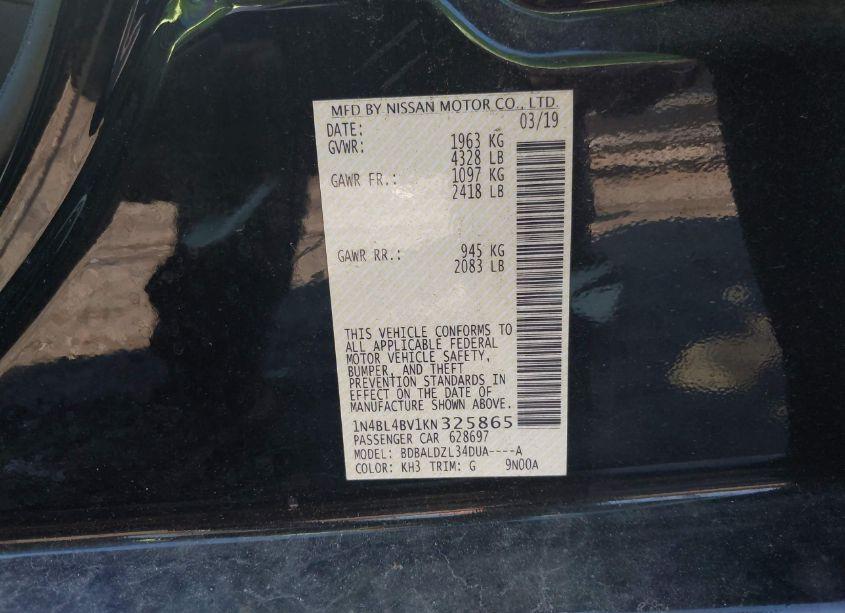 MFD BY NISSAN MOTOR CO., LTD.
DATE: 03/19
GVWR: 1963 KG
4328 LB
GAWR FR.: 1097 KG
2418 LB
GAWR RR.: 945 KG
2083 LB
THIS VEHICLE CONFORMS TO
ALL APPLICABLE FEDERAL
MOTOR VEHICLE SAFETY,
BUMPER, AND THEFT
PREVENTION STANDARDS IN
EFFECT ON THE DATE OF
MANUFACTURE SHOWN ABOVE.
1N4BL4BV1KN325865
PASSENGER CAR 628697
MODEL: BDBALDZL34DUA----A
COLOR: KH3 TRIM: G 9N00A